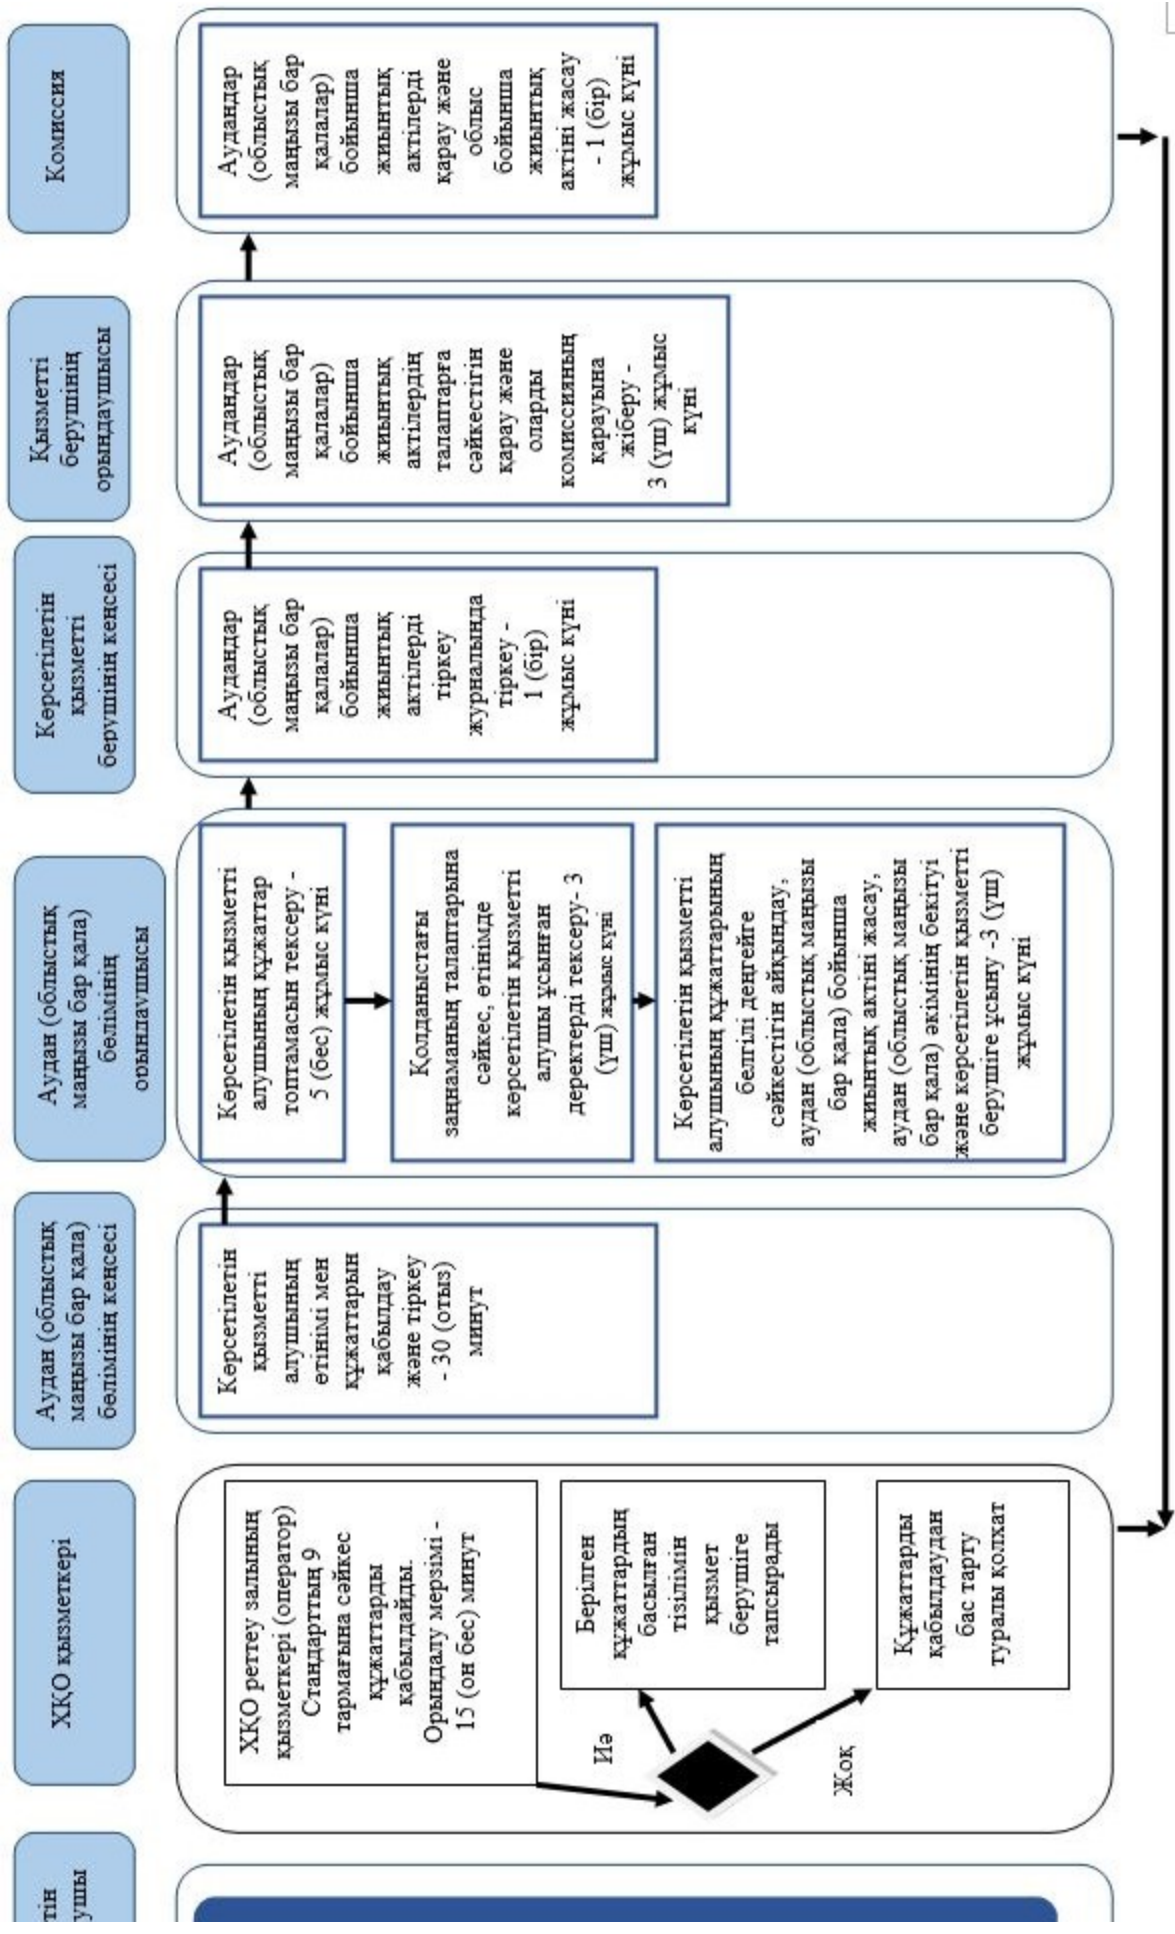 тін
ушы
ХҚО қызметкері
Аудан (облыстық
маңызы бар қала)
бөлімінің кеңсесі
Аудан (облыстық
маңызы бар қала)
бөлімінің
орындаушысы
Көрсетілетін
қызметті
берушінің кеңсесі
Қызметті
берушінің
орындаушысы
Комиссия
ХҚО реттеу залының
қызметкері (оператор)
Стандарттың 9
тармағына сәйкес
құжаттарды
қабылдайды.
Орындалу мерзімі -
15 (он бес) минут
Иә
Жоқ
Берілген
құжаттардың
басылған
тізілімін
қызмет
берушіге
тапсырады
Құжаттарды
қабылдаудан
бас тарту
туралы қолхат
Көрсетілетін
қызметті
алушының
өтінімі мен
құжаттарын
қабылдау
және тіркеу
- 30 (отыз)
минут
Көрсетілетін қызметті
алушының құжаттар
топтамасын тексеру -
5 (бес) жұмыс күні
Қолданыстағы
заңнаманың талаптарына
сәйкес, өтінімде
көрсетілетін қызметті
алушы ұсынған
деректерді тексеру- 3
(үш) жұмыс күні
Көрсетілетін қызметті
алушының құжаттарының
белгілі деңгейге
сәйкестігін айқындау,
аудан (облыстық маңызы
бар қала) бойынша
жиынтық актіні жасау,
аудан (облыстық маңызы
бар қала) әкімінің бекітуі
және көрсетілетін қызметті
берушіге ұсыну -3 (үш)
жұмыс күні
Аудандар
(облыстық
маңызы бар
қалалар)
бойынша
жиынтық
актілерді
тіркеу
журналында
тіркеу -
1 (бір)
жұмыс күні
Аудандар
(облыстық
маңызы бар
қалалар)
бойынша
жиынтық
актілердің
талаптарға
сәйкестігін
қарау және
оларды
комиссияның
қарауына
жіберу -
3 (үш) жұмыс
күні
Аудандар
(облыстық
маңызы бар
қалалар)
бойынша
жиынтық
актілерді
қарау және
облыс
бойынша
жиынтық
актіні жасау
- 1 (бір)
жұмыс күні